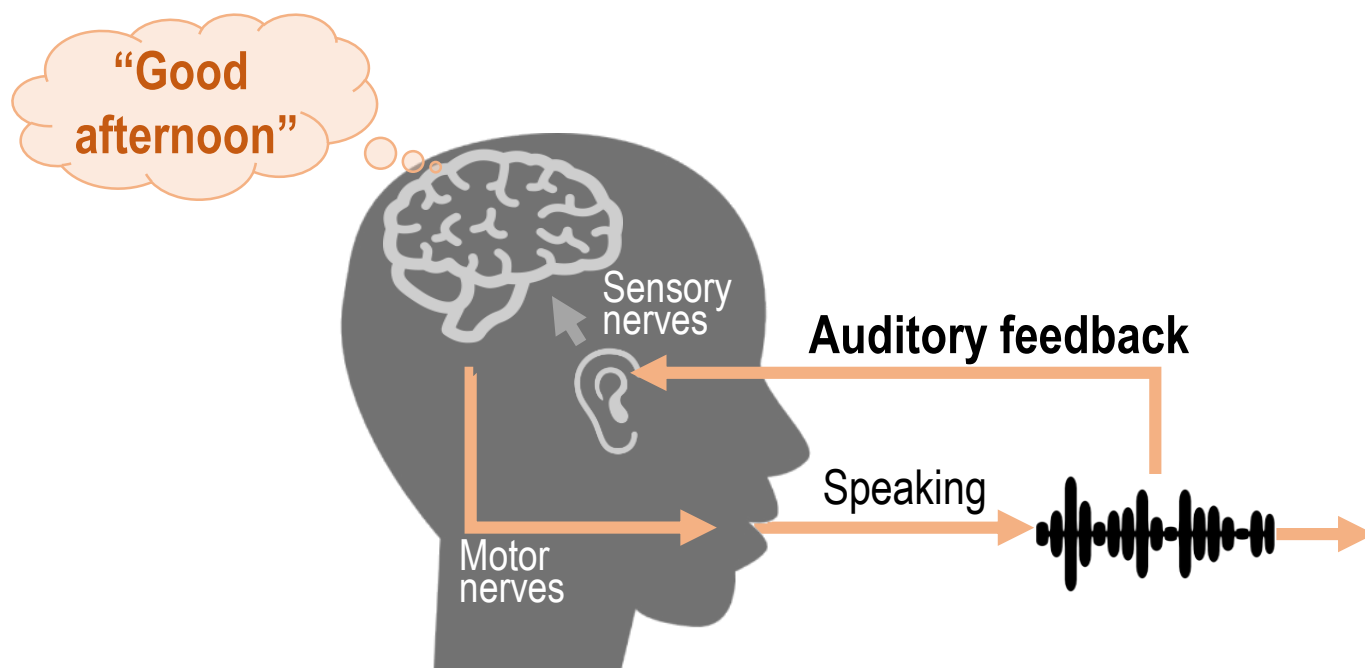 “Good
afternoon”
Sensory
nerves
Auditory feedback
Speaking
Motor
nerves